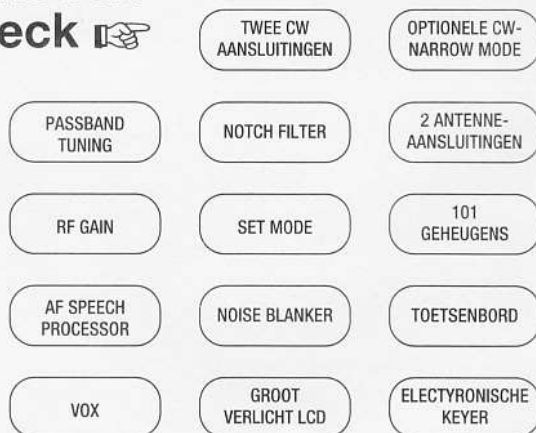 eck ☞
TWEE CW
AANSLUITINGEN
OPTIONELE CW-
NARROW MODE
PASSBAND
TUNING
NOTCH FILTER
2 ANTENNE-
AANSLUITINGEN
RF GAIN
SET MODE
101
GEHEUGENS
AF SPEECH
PROCESSOR
NOISE BLANKER
TOETSENBORD
VOX
GROOT
VERLICHT LCD
ELECTYRONISCHE
KEYER